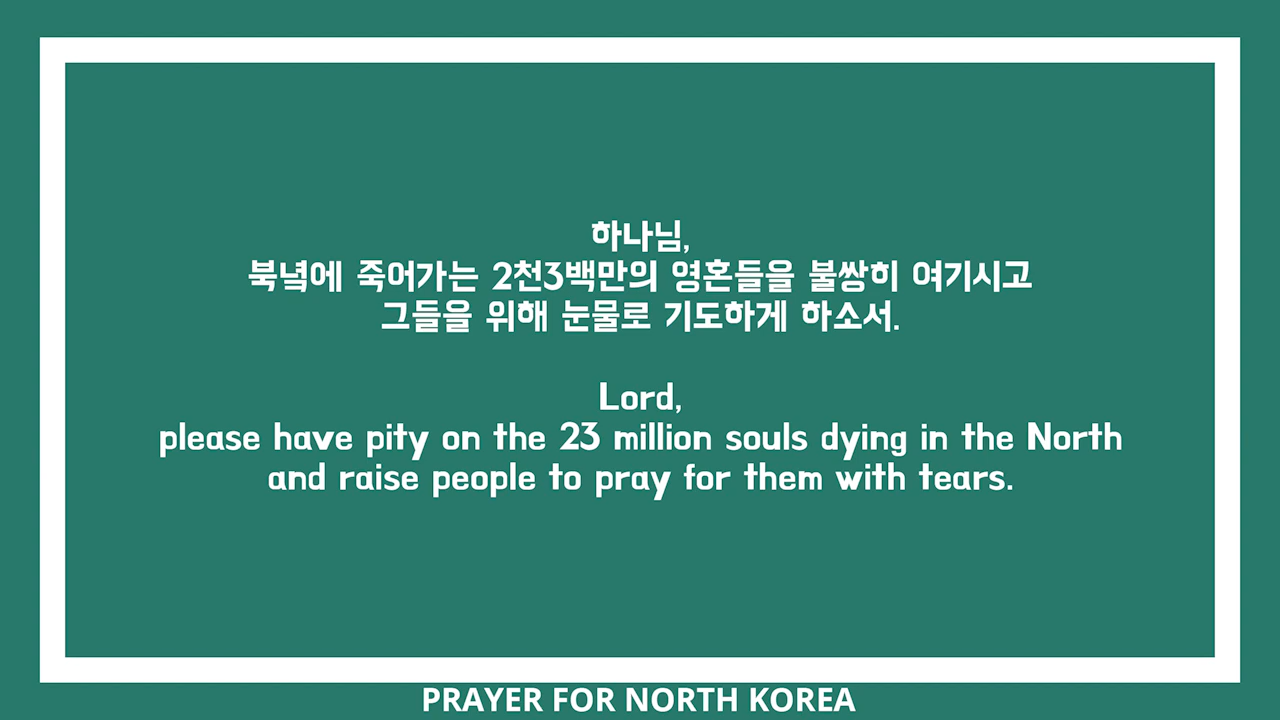 하나님,
북녘에 죽어가는 2천3백만의 영혼들을 불쌍히 여기시고
그들을 위해 눈물로 기도하게 하소서.
Lord,
please have pity on the 23 million souls dying in the North
and raise people to pray for them with tears.
PRAYER FOR NORTH KOREA